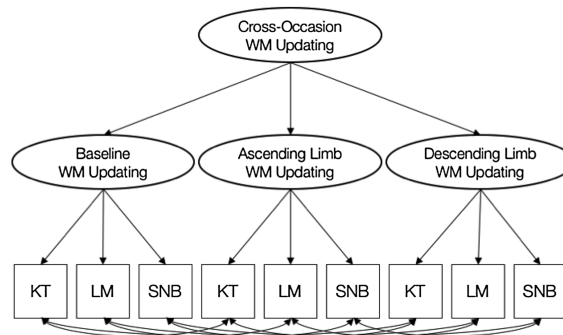 Cross-Occasion
WM Updating
Baseline
WM Updating
Ascending Limb
WM Updating
Descending Limb
WM Updating
KT
LM
SNB
KT
LM
SNB
KT
LM
SNB